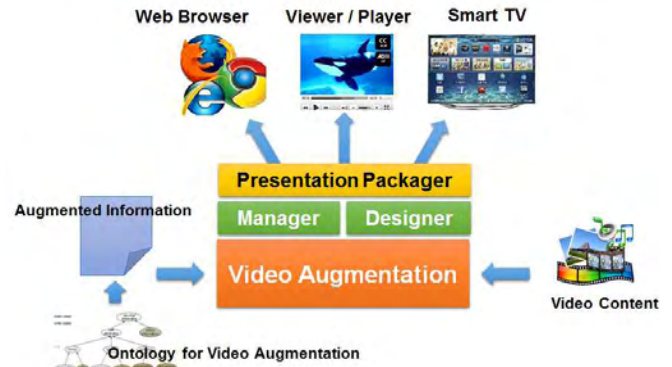 Web Browser
Viewer / Player
Smart TV
CC
Presentation Packager
Augmented Information
Manager
Designer
Video Augmentation
Video Content
Ontology for Video Augmentation